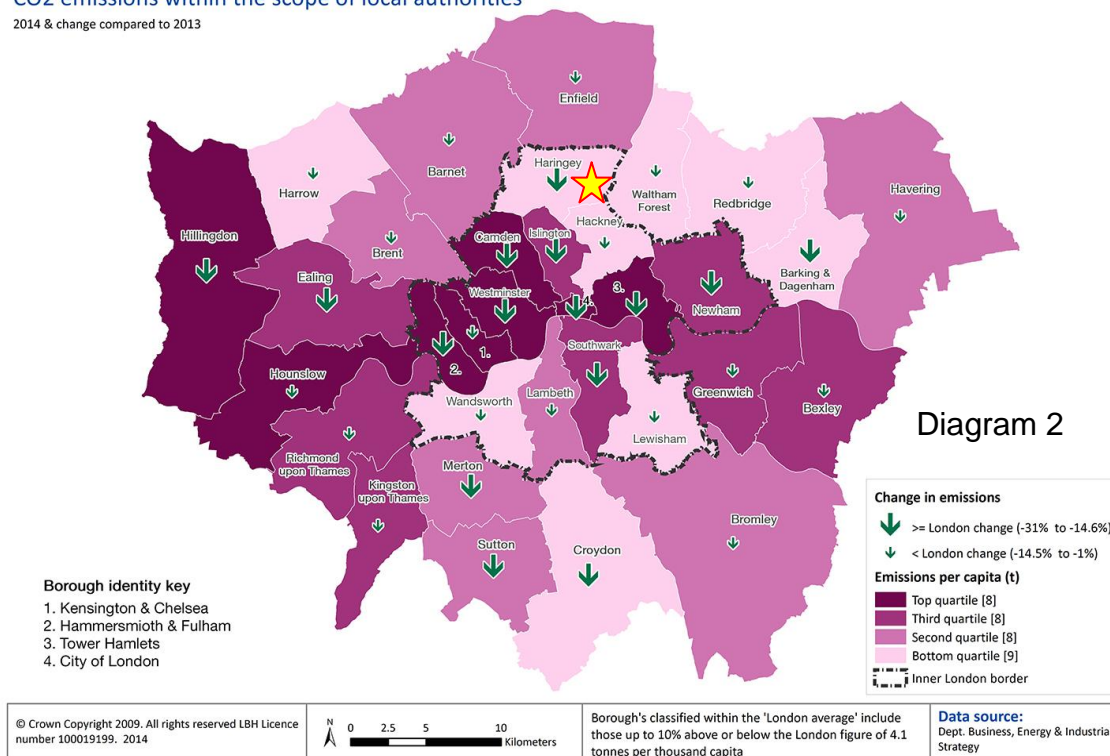 CO2 emissions within the scope of local authorities
2014 & change compared to 2013
Enfield
Haringey
Barnet
Harrow
Waltham
Forest
Redbridge
Havering
Hackney
Hillingdon
Camden
Islington
Brent
Ealing
Barking &
Dagenham
Westminster
3.
4.
Newham
1.
2.
Southwark
Hounslow
Greenwich
Lambeth
Wandsworth
Bexley
Lewisham
Diagram 2
Richmond
upon Thames
Merton
Kingston
upon Thames
Bromley
Sutton
Croydon
Change in emissions
>= London change (-31% to -14.6%)
< London change (-14.5% to -1%)
Emissions per capita (t)
Top quartile [8]
Third quartile [8]
Second quartile [8]
Bottom quartile [9]
Inner London border
Borough identity key
1. Kensington & Chelsea
2. Hammersmioth & Fulham
3. Tower Hamlets
4. City of London
© Crown Copyright 2009. All rights reserved LBH Licence
number 100019199. 2014
N
0 2.5 5 10
Kilometers
Borough's classified within the 'London average' include
those up to 10% above or below the London figure of 4.1
tonnes per thousand capita
Data source:
Dept. Business, Energy & Industrial
Strategy